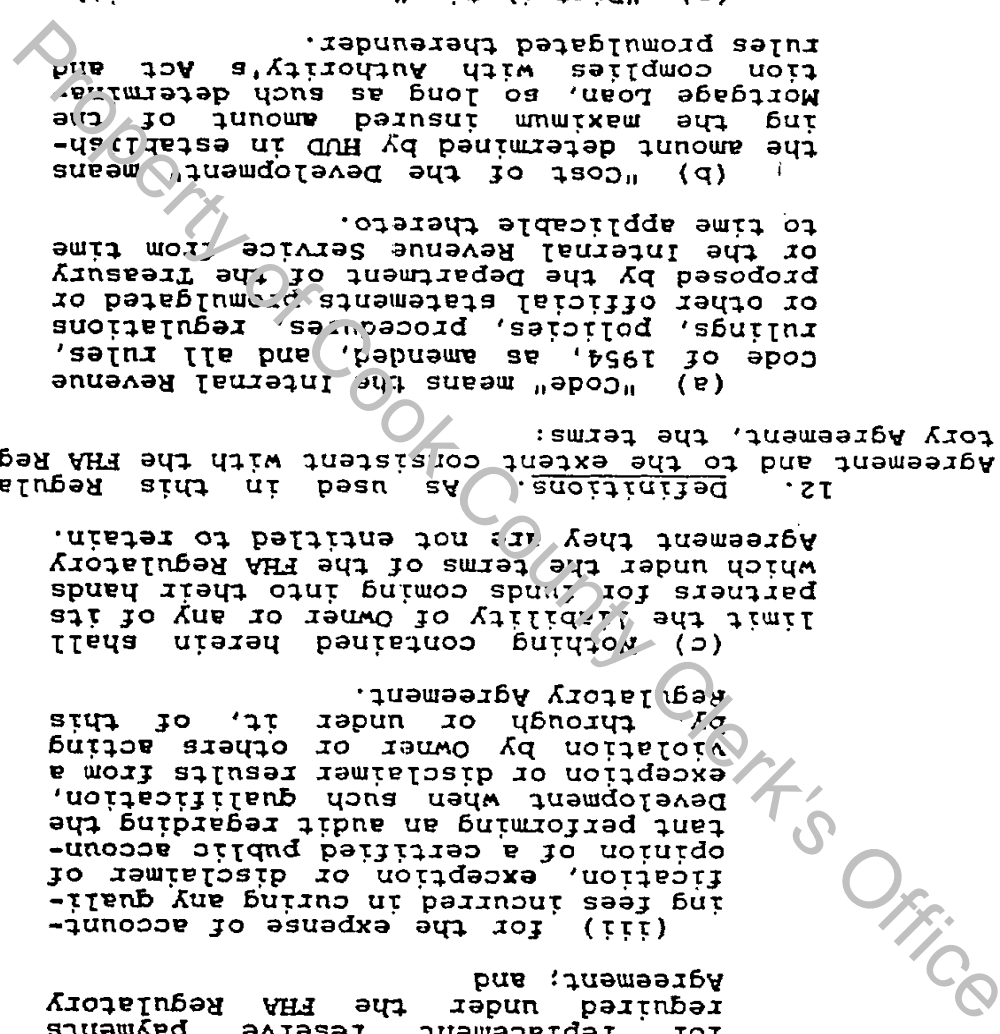 for replacement reserve payments
required under the FHA Regulatory
Agreement; and
(iii) for the expense of account-
ing fees incurred in curing any quali-
fication, exception or disclaimer of
opinion of a certified public accoun-
tant performing an audit regarding the
Development when such qualification,
exception or disclaimer results from a
violation by Owner or others acting
by, through or under it, of this
Regulatory Agreement.
(c) Nothing contained herein shall
limit the liability of Owner or any of its
partners for funds coming into their hands
which under the terms of the FHA Regulatory
Agreement they are not entitled to retain.
12. Definitions. As used in this Regula
Agreement and to the extent consistent with the FHA Reg
tory Agreement, the terms:
(a) "Code" means the Internal Revenue
Code of 1954, as amended, and all rules,
rulings, policies, procedures, regulations
or other official statements promulgated or
proposed by the Department of the Treasury
or the Internal Revenue Service from time
to time applicable thereto.
(b) "Cost of the Development" means
the amount determined by HUD in establish-
ing the maximum insured amount of the
Mortgage Loan, so long as such determina-
tion complies with Authority's Act and
rules promulgated thereunder.
Property of Cook County Clerk's Office